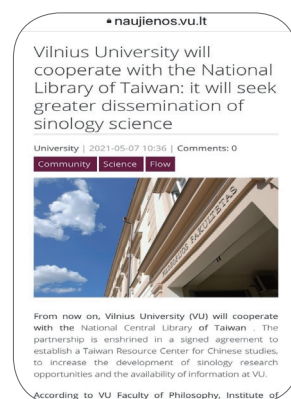 naujienos.vu.lt
Vilnius University will
cooperate with the National
Library of Taiwan: it will seek
greater dissemination of
sinology science
University | 2021-05-07 10:36 | Comments: 0
Community Science Flow
FAKULTETAS
From now on, Vilnius University (VU) will cooperate
with the National Central Library of Taiwan . The
partnership is enshrined in a signed agreement to
establish a Taiwan Resource Center for Chinese studies,
to increase the development of sinology research
opportunities and the availability of information at VU.
According to VU Faculty of Philosophy, Institute of